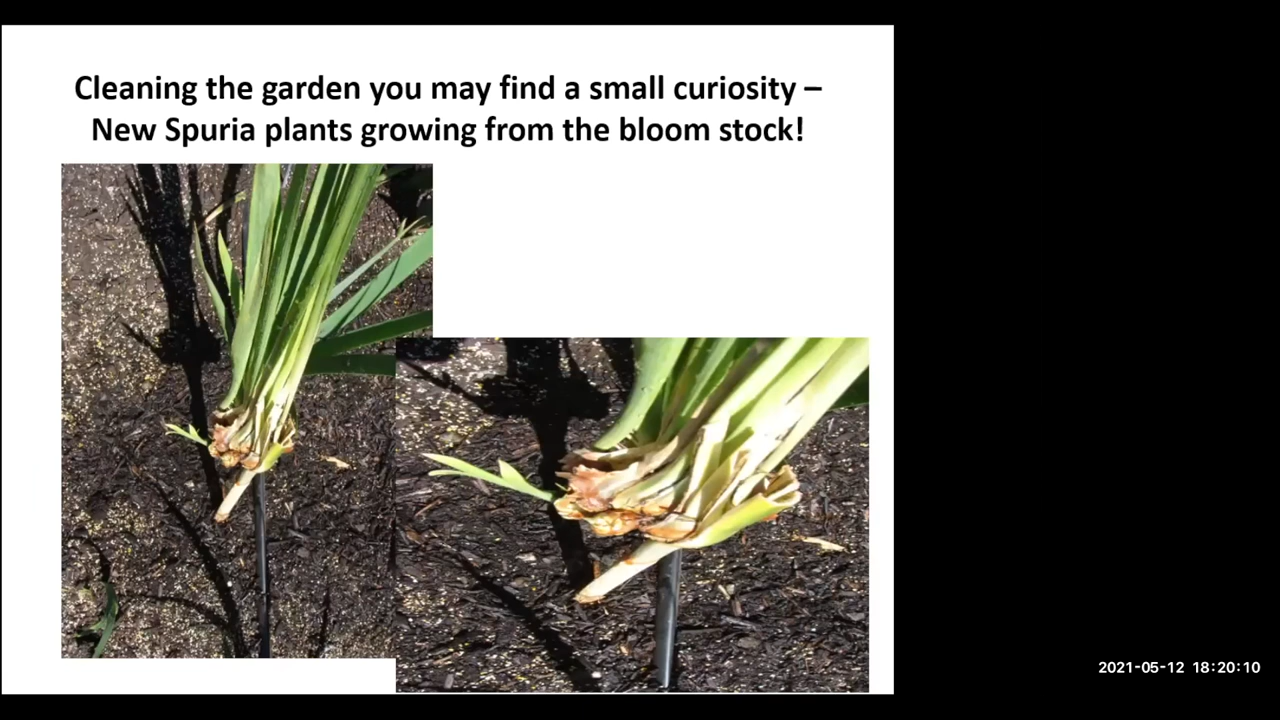 Cleaning the garden you may find a small curiosity –
New Spuria plants growing from the bloom stock!
2021-05-12 18:20:10